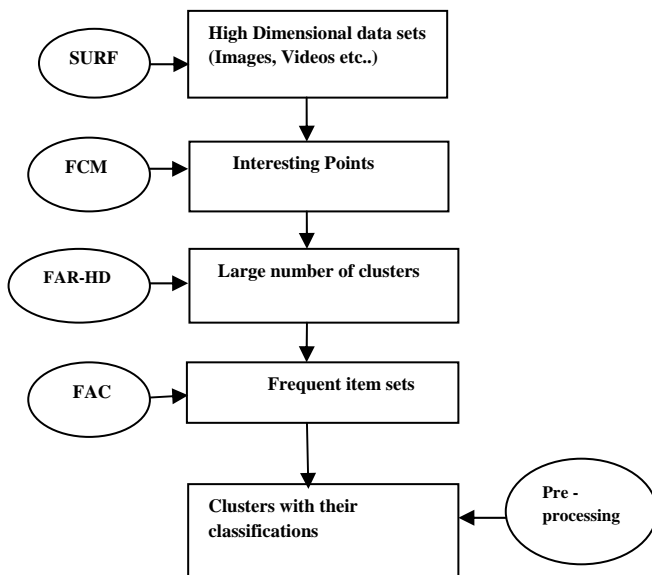 High Dimensional data sets
(Images, Videos etc..)
SURF
FCM
Interesting Points
FAR-HD
Large number of clusters
FAC
Frequent item sets
Clusters with their
classifications
Pre -
processing